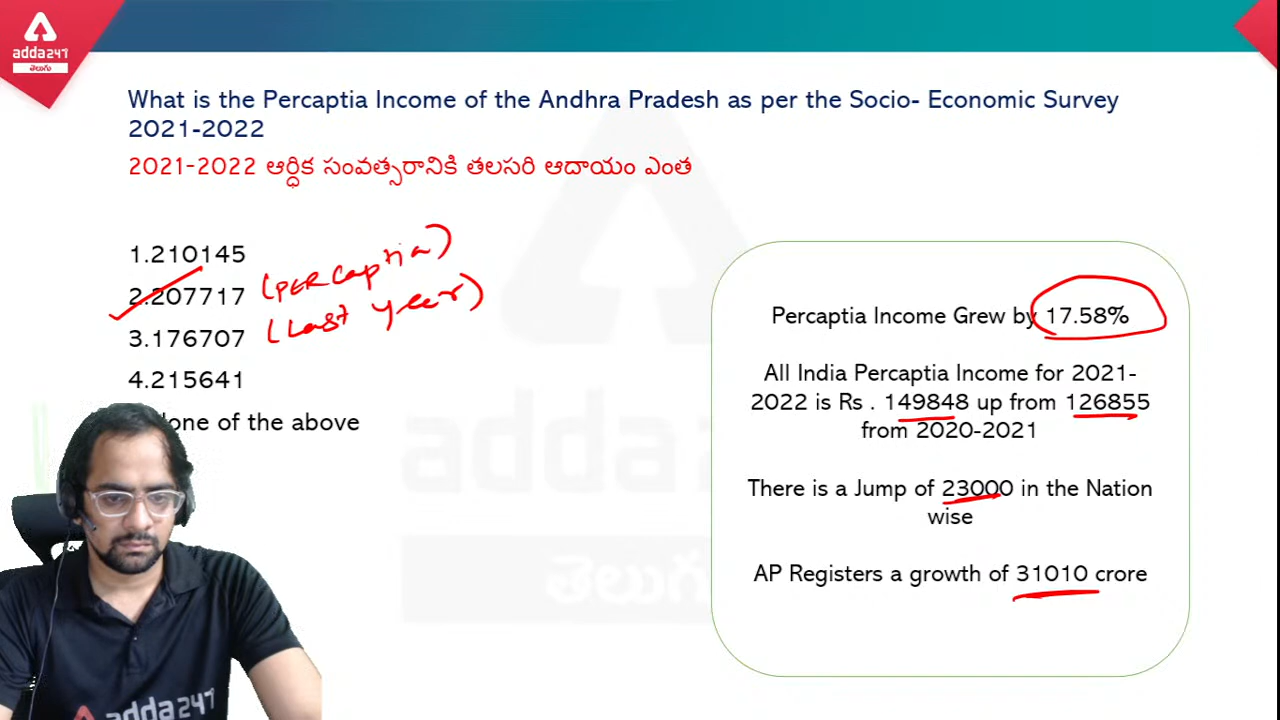 adda247
తెలుగు
What is the Percaptia Income of the Andhra Pradesh as per the Socio- Economic Survey
2021-2022
2021-2022 ఆర్ధిక సంవత్సరానికి తలసరి ఆదాయం ఎంత
1.210145
2.207717 (PERCaptia)
3.176707 (Last year)
4.215641
one of the above
Percaptia Income Grew by 17.58%
All India Percaptia Income for 2021-
2022 is Rs . 149848 up from 126855
from 2020-2021
There is a Jump of 23000 in the Nation
wise
AP Registers a growth of 31010 crore
adda247
తెలుగు
adda247